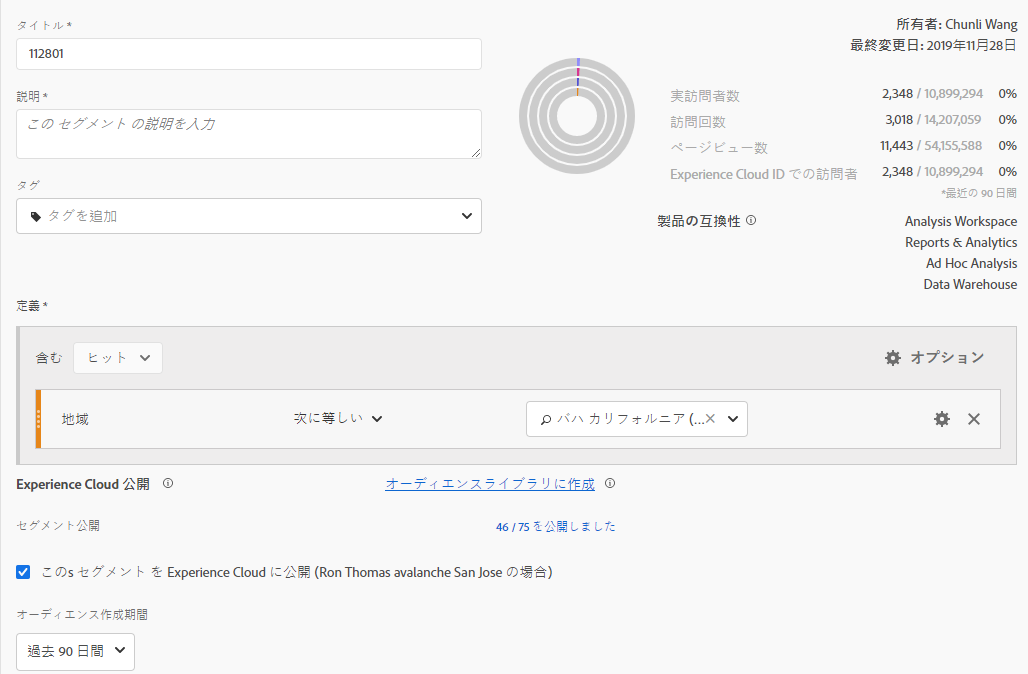 タイトル *
112801
説明 *
この セグメント の説明を入力
タグ
タグを追加
所有者: Chunli Wang
最終変更日: 2019年11月28日
実訪問者数 2,348 / 10,899,294 0%
訪問回数 3,018 / 14,207,059 0%
ページビュー数 11,443 / 54,155,588 0%
Experience Cloud ID での訪問者 2,348 / 10,899,294 0%
*最近の 90 日間
製品の互換性 Analysis Workspace
Reports & Analytics
Ad Hoc Analysis
Data Warehouse
定義 *
含む ヒット オプション
地域 次に等しい バハ カリフォルニア (...
Experience Cloud 公開 オーディエンスライブラリに作成
セグメント公開 46 / 75 を公開しました
このs セグメント を Experience Cloud に公開 (Ron Thomas avalanche San Jose の場合)
オーディエンス作成期間
過去 90 日間